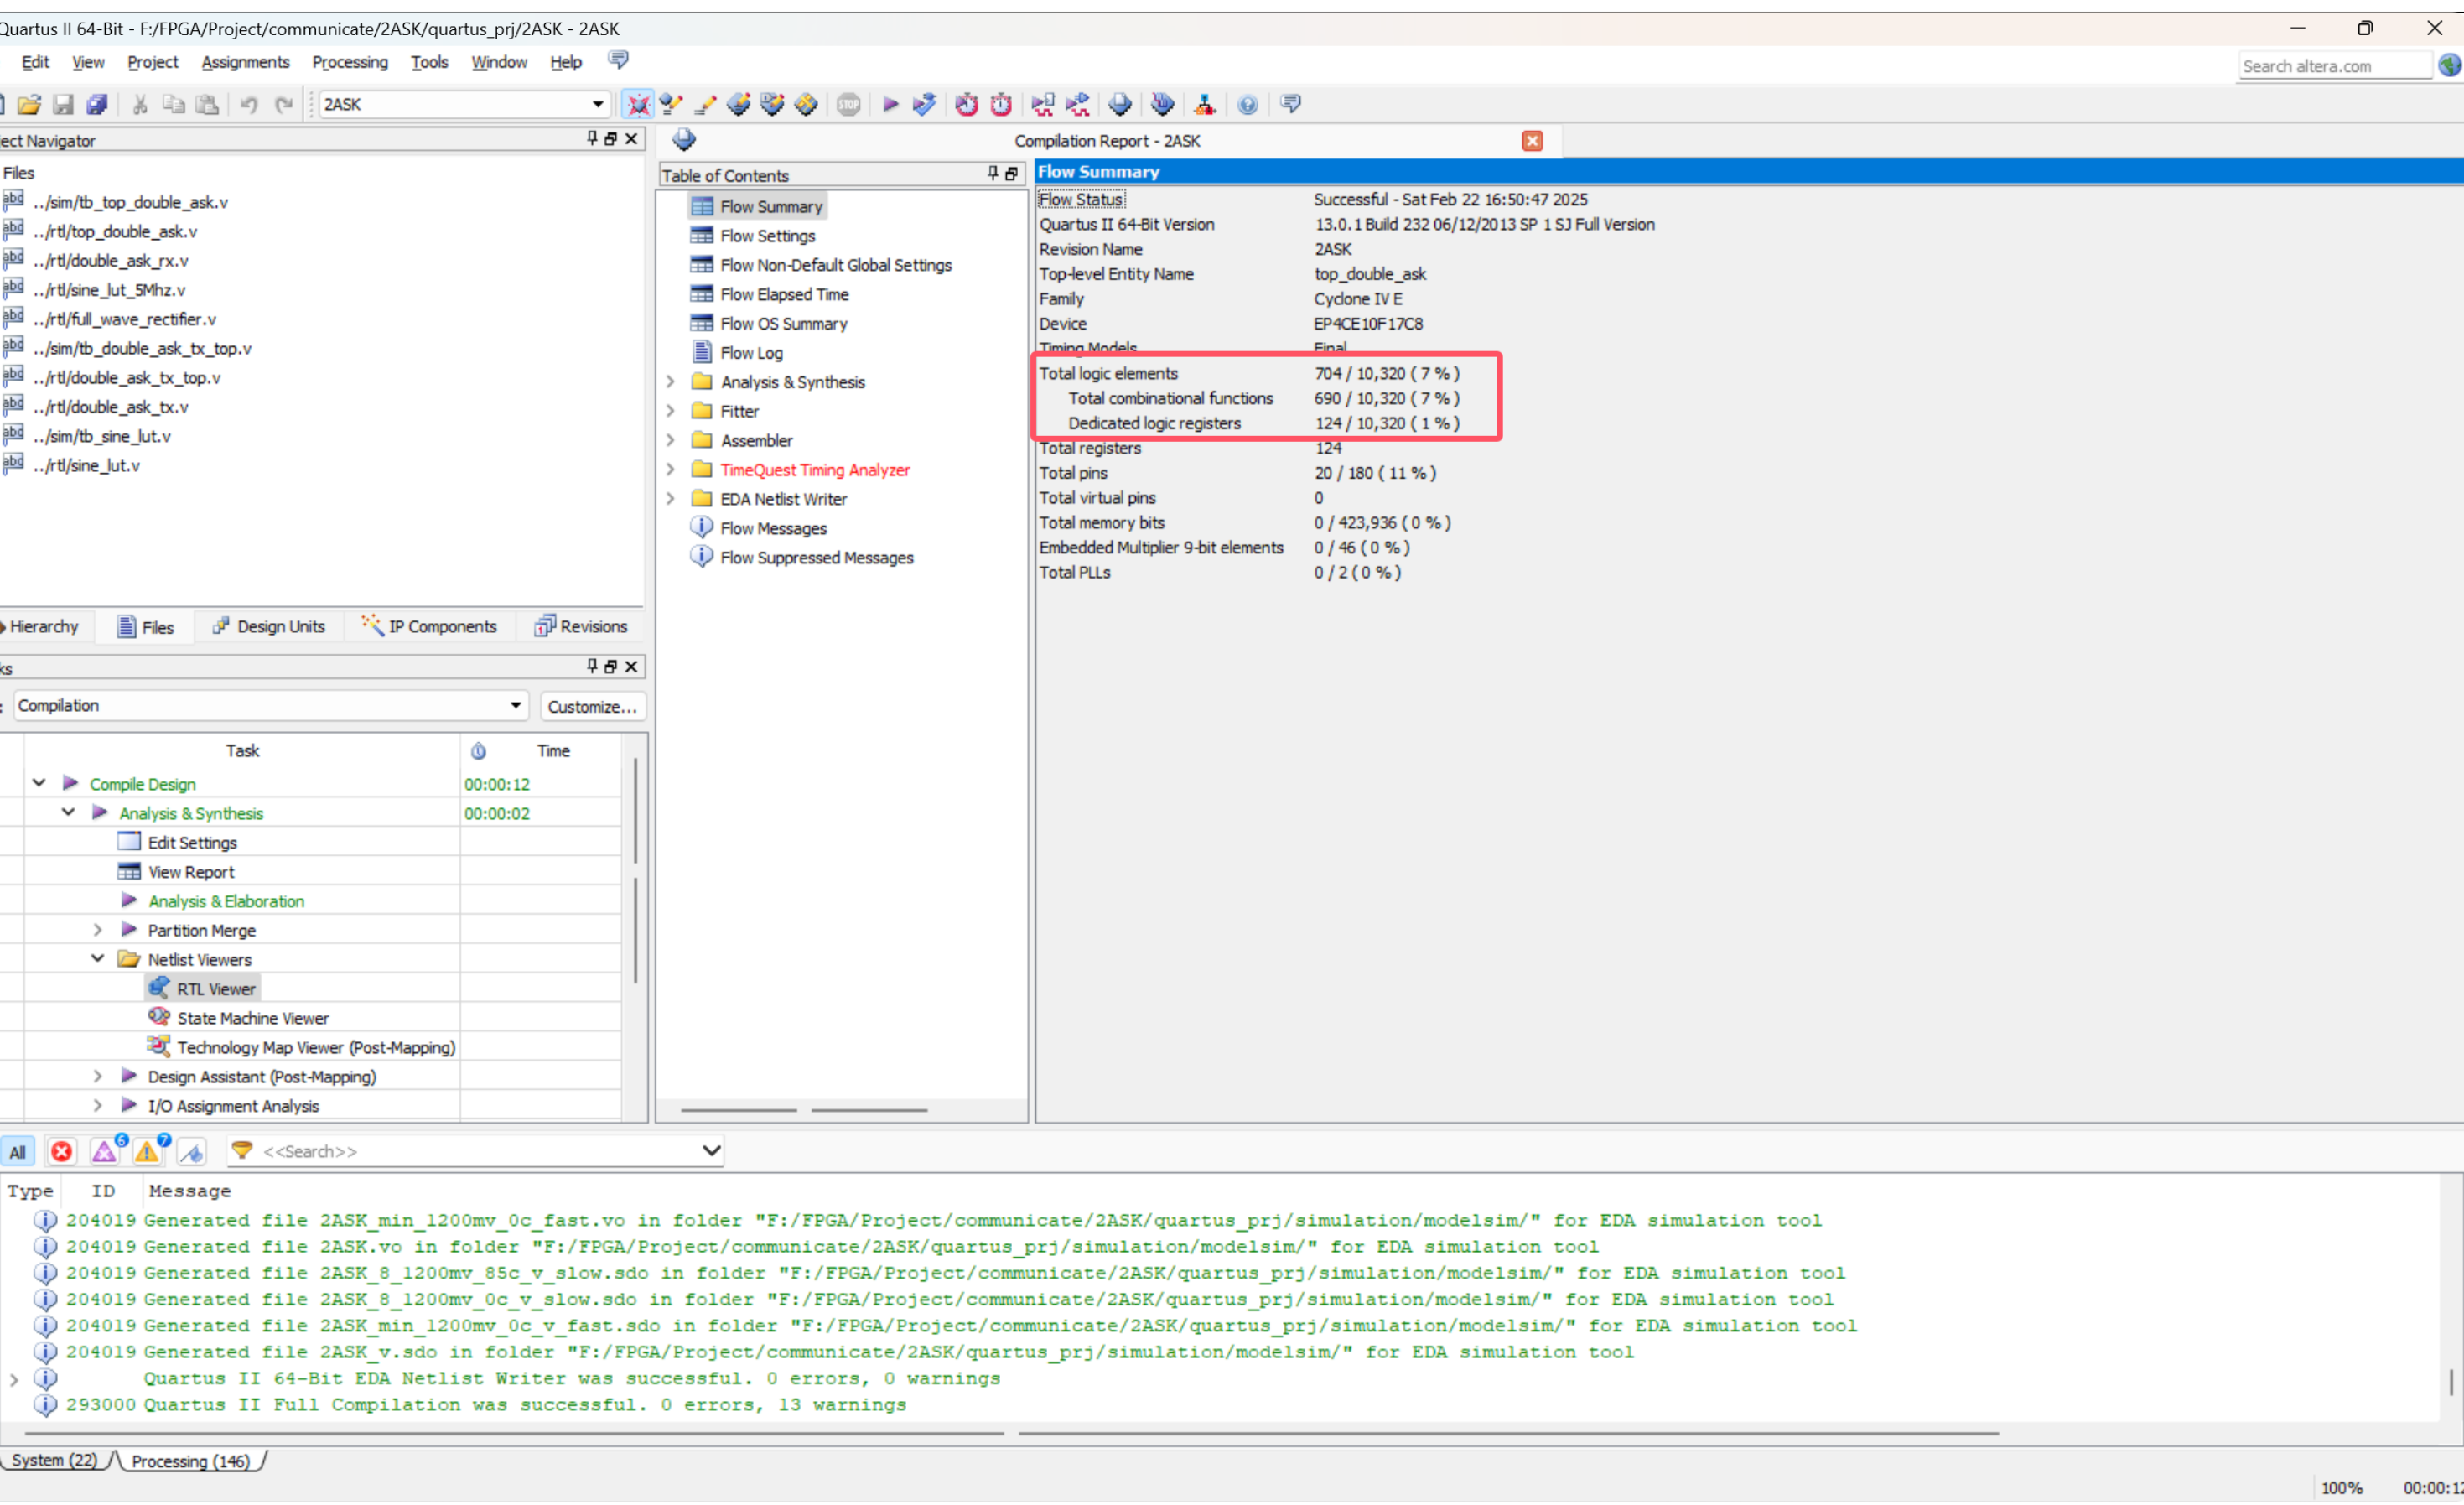 Quartus II 64-Bit - F:/FPGA/Project/communicate/2ASK/quartus_prj/2ASK - 2ASK
Edit View Project Assignments Processing Tools Window Help
Search altera.com
2ASK
STOP
ect Navigator
Files
../sim/tb_top_double_ask.v
../rtl/top_double_ask.v
../rtl/double_ask_rx.v
../rtl/sine_lut_5Mhz.v
../rtl/full_wave_rectifier.v
../sim/tb_double_ask_tx_top.v
../rtl/double_ask_tx_top.v
../rtl/double_ask_tx.v
../sim/tb_sine_lut.v
../rtl/sine_lut.v
Hierarchy Files Design Units IP Components Revisions
ks
: Compilation Customize...
Task Time
Compile Design 00:00:12
Analysis & Synthesis 00:00:02
Edit Settings
View Report
Analysis & Elaboration
Partition Merge
Netlist Viewers
RTL Viewer
State Machine Viewer
Technology Map Viewer (Post-Mapping)
Design Assistant (Post-Mapping)
I/O Assignment Analysis
Compilation Report - 2ASK
Table of Contents
Flow Summary
Flow Settings
Flow Non-Default Global Settings
Flow Elapsed Time
Flow OS Summary
Flow Log
Analysis & Synthesis
Fitter
Assembler
TimeQuest Timing Analyzer
EDA Netlist Writer
Flow Messages
Flow Suppressed Messages
Flow Summary
Flow Status Successful - Sat Feb 22 16:50:47 2025
Quartus II 64-Bit Version 13.0.1 Build 232 06/12/2013 SP 1 SJ Full Version
Revision Name 2ASK
Top-level Entity Name top_double_ask
Family Cyclone IV E
Device EP4CE10F17C8
Timing Models Final
Total logic elements 704 / 10,320 ( 7 % )
Total combinational functions 690 / 10,320 ( 7 % )
Dedicated logic registers 124 / 10,320 ( 1 % )
Total registers 124
Total pins 20 / 180 ( 11 % )
Total virtual pins 0
Total memory bits 0 / 423,936 ( 0 % )
Embedded Multiplier 9-bit elements 0 / 46 ( 0 % )
Total PLLs 0 / 2 ( 0 % )
All 6 7 <<Search>>
Type ID Message
204019 Generated file 2ASK_min_1200mv_0c_fast.vo in folder "F:/FPGA/Project/communicate/2ASK/quartus_prj/simulation/modelsim/" for EDA simulation tool
204019 Generated file 2ASK.vo in folder "F:/FPGA/Project/communicate/2ASK/quartus_prj/simulation/modelsim/" for EDA simulation tool
204019 Generated file 2ASK_8_1200mv_85c_v_slow.sdo in folder "F:/FPGA/Project/communicate/2ASK/quartus_prj/simulation/modelsim/" for EDA simulation tool
204019 Generated file 2ASK_8_1200mv_0c_v_slow.sdo in folder "F:/FPGA/Project/communicate/2ASK/quartus_prj/simulation/modelsim/" for EDA simulation tool
204019 Generated file 2ASK_min_1200mv_0c_v_fast.sdo in folder "F:/FPGA/Project/communicate/2ASK/quartus_prj/simulation/modelsim/" for EDA simulation tool
204019 Generated file 2ASK_v.sdo in folder "F:/FPGA/Project/communicate/2ASK/quartus_prj/simulation/modelsim/" for EDA simulation tool
Quartus II 64-Bit EDA Netlist Writer was successful. 0 errors, 0 warnings
293000 Quartus II Full Compilation was successful. 0 errors, 13 warnings
System (22) Processing (146)
100% 00:00:12